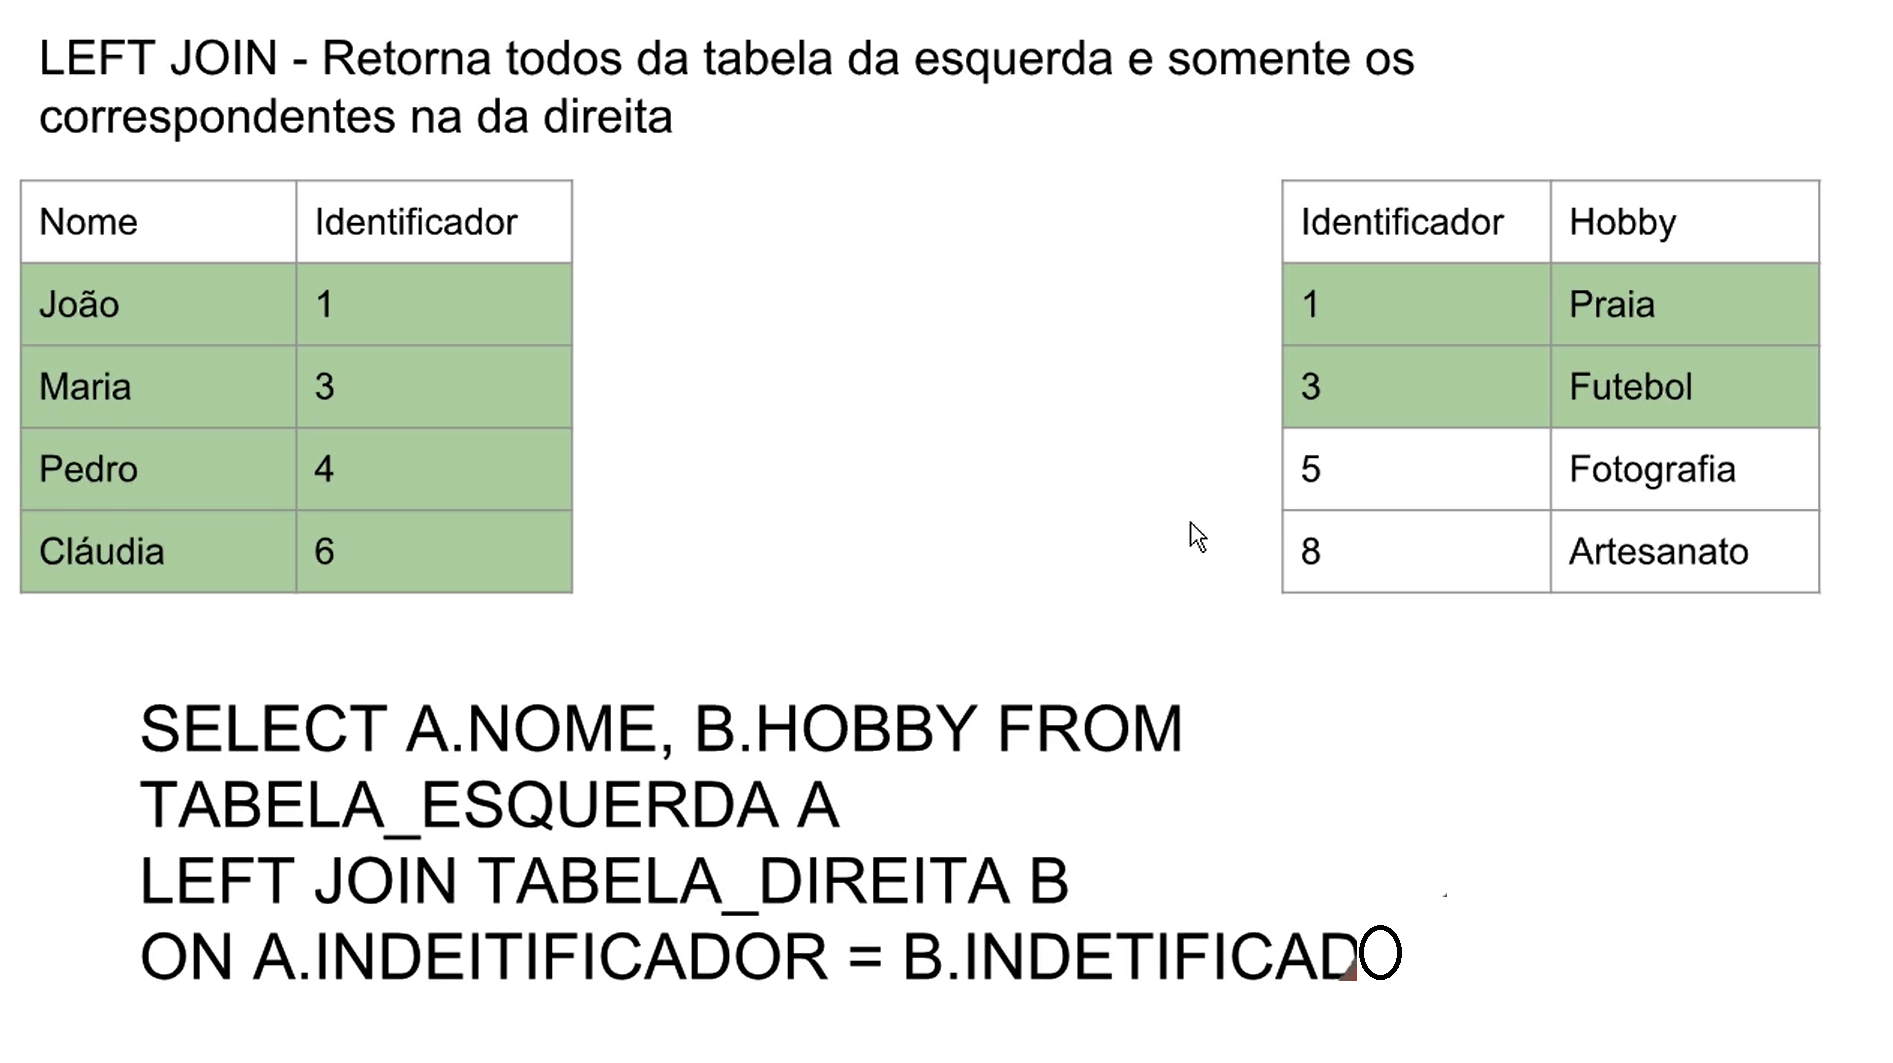 LEFT JOIN - Retorna todos da tabela da esquerda e somente os
correspondentes na da direita
Nome Identificador
João 1
Maria 3
Pedro 4
Cláudia 6
Identificador Hobby
1 Praia
3 Futebol
5 Fotografia
8 Artesanato
SELECT A.NOME, B.HOBBY FROM
TABELA_ESQUERDA A
LEFT JOIN TABELA_DIREITA B
ON A.INDEITIFICADOR = B.INDETIFICADO